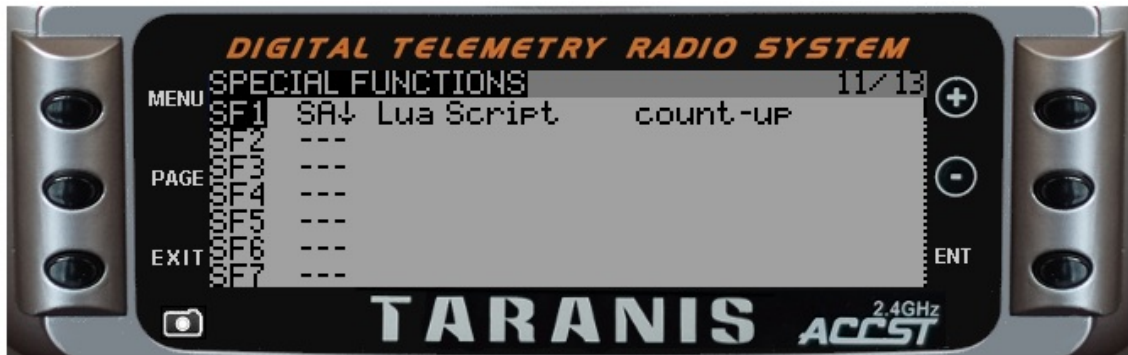 DIGITAL TELEMETRY RADIO SYSTEM
MENU
SPECIAL FUNCTIONS 11/13
SF1 SA↓ Lua Script count-up
SF2 ---
SF3 ---
PAGE
SF4 ---
SF5 ---
SF6 ---
EXIT
ENT
SF7 ---
TARANIS
2.4GHz
ACCST